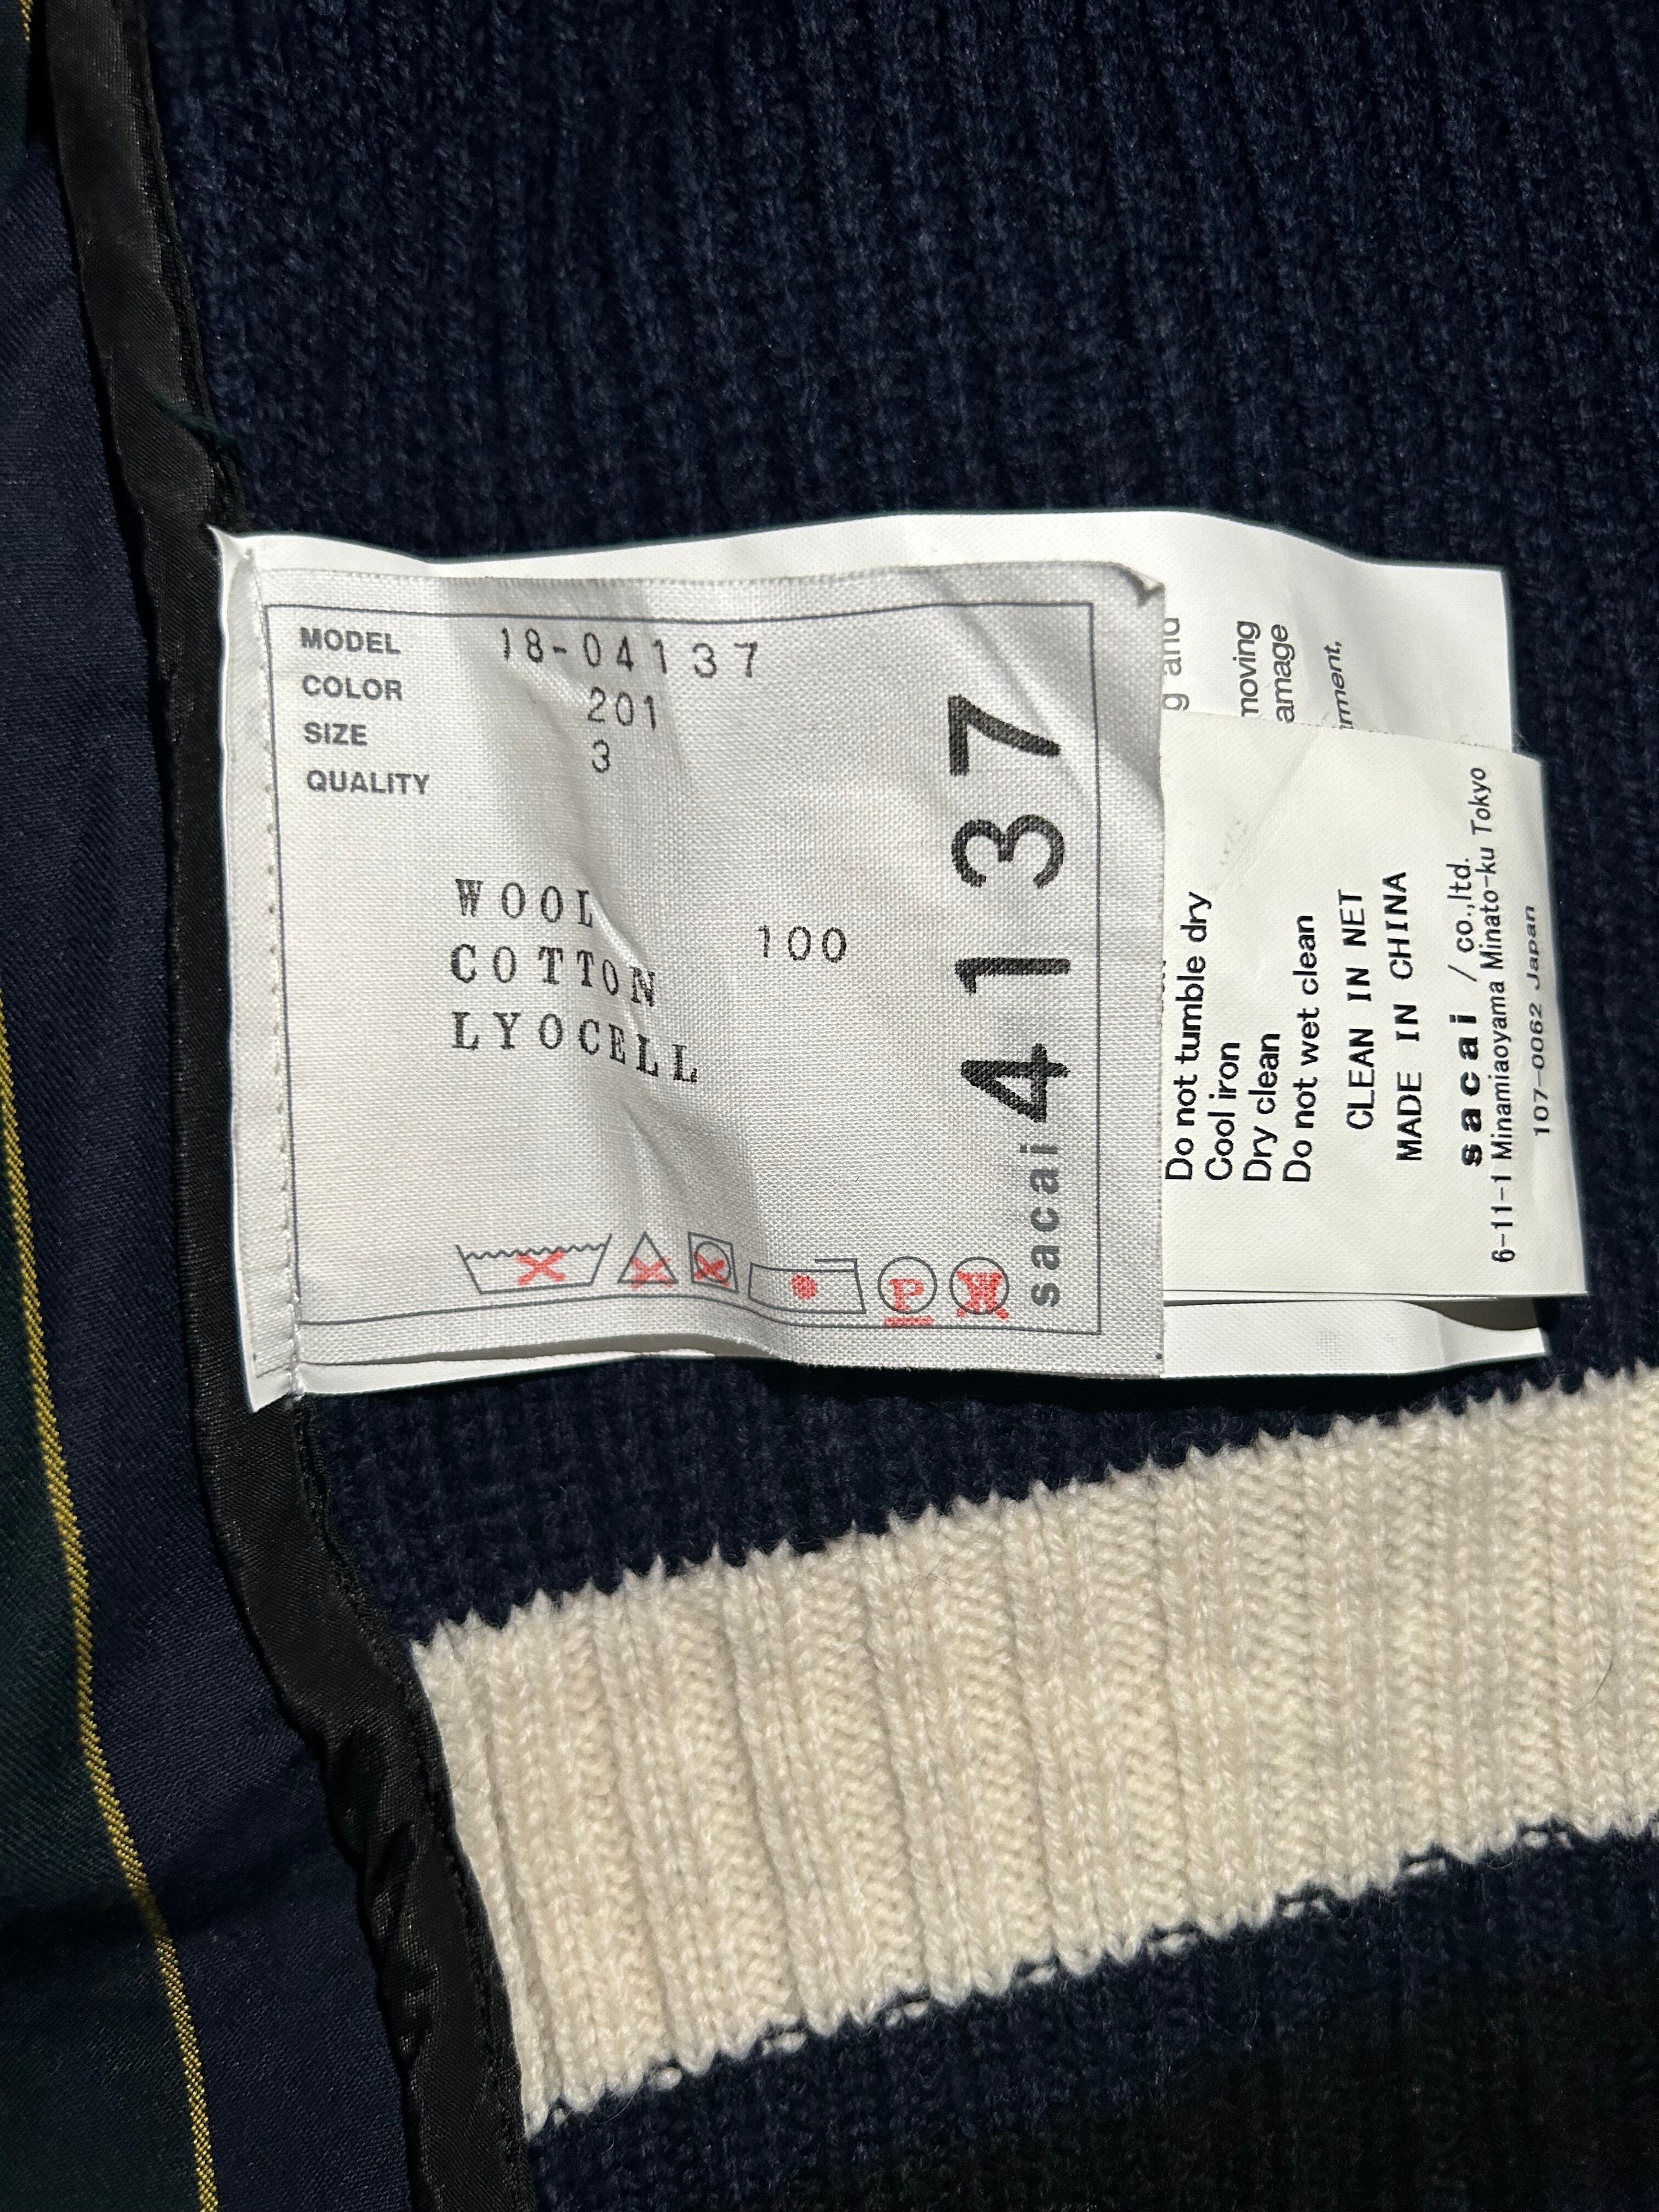 MODEL 18-04137
COLOR 201
SIZE 3
QUALITY
WOOL
COTTON 100
LYOCELL
P
sacai 4137
g and
moving
amage
Do not tumble dry
Cool iron
Dry clean
Do not wet clean
CLEAN IN NET
MADE IN CHINA
sacai / co.,ltd.
6-11-1 Minamiaoyama Minato-ku Tokyo
107-0062 Japan